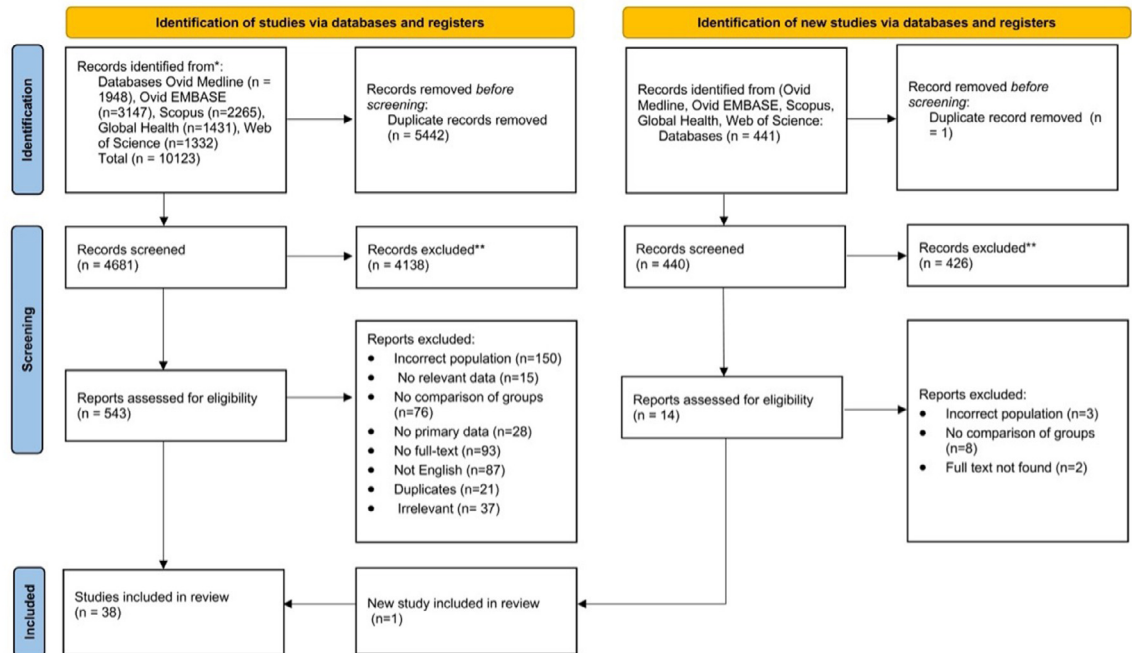 Identification of studies via databases and registers
Identification of new studies via databases and registers
Identification
Records identified from*:
Databases Ovid Medline (n =
1948), Ovid EMBASE
(n=3147), Scopus (n=2265),
Global Health (n=1431), Web
of Science (n=1332)
Total (n = 10123)
Records removed before
screening:
Duplicate records removed
(n = 5442)
Records identified from (Ovid
Medline, Ovid EMBASE, Scopus,
Global Health, Web of Science:
Databases (n = 441)
Record removed before
screening:
Duplicate record removed (n
= 1)
Screening
Records screened
(n = 4681)
Records excluded**
(n = 4138)
Records screened
(n = 440)
Records excluded**
(n = 426)
Reports assessed for eligibility
(n = 543)
Reports excluded:
• Incorrect population (n=150)
• No relevant data (n=15)
• No comparison of groups
(n=76)
• No primary data (n=28)
• No full-text (n=93)
• Not English (n=87)
• Duplicates (n=21)
• Irrelevant (n= 37)
Reports assessed for eligibility
(n = 14)
Reports excluded:
• Incorrect population (n=3)
• No comparison of groups
(n=8)
• Full text not found (n=2)
Included
Studies included in review
(n = 38)
New study included in review
(n=1)